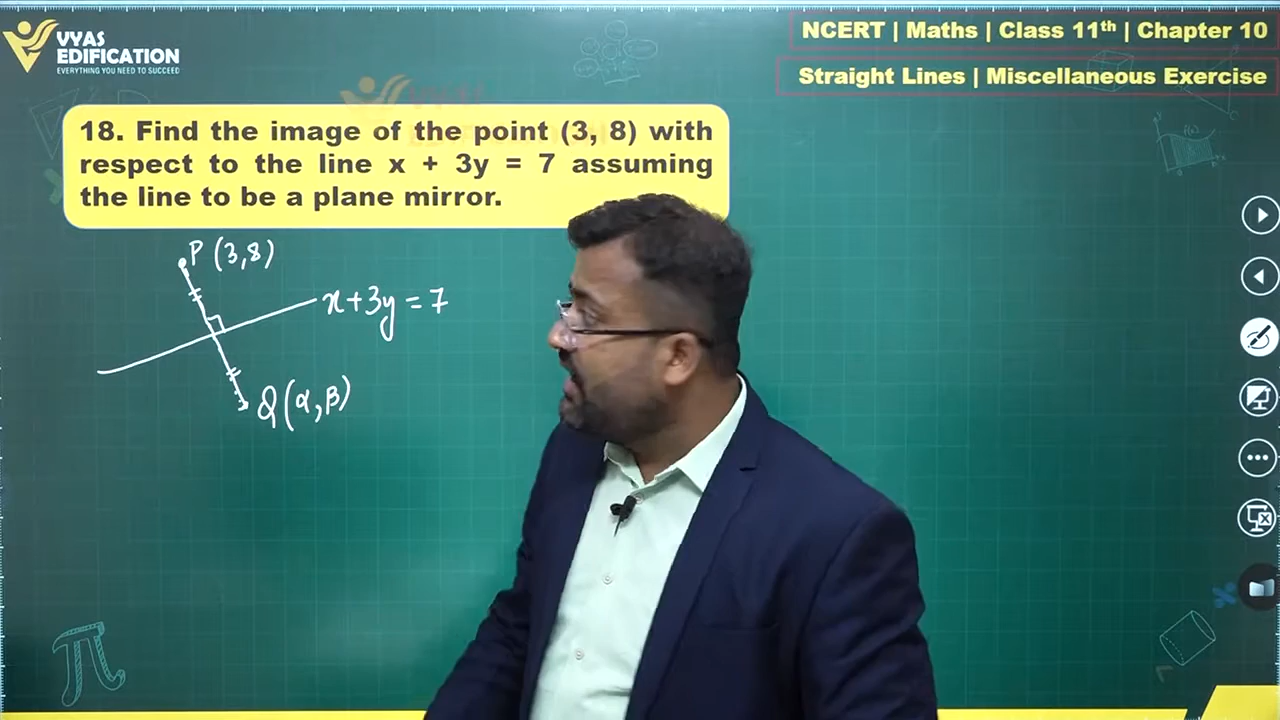 VYAS
EDIFICATION
EVERYTHING YOU NEED TO SUCCEED
NCERT | Maths | Class 11th | Chapter 10
Straight Lines | Miscellaneous Exercise
18. Find the image of the point (3, 8) with
respect to the line x + 3y = 7 assuming
the line to be a plane mirror.
P (3,8)
x+3y=7
Q(α,β)
π